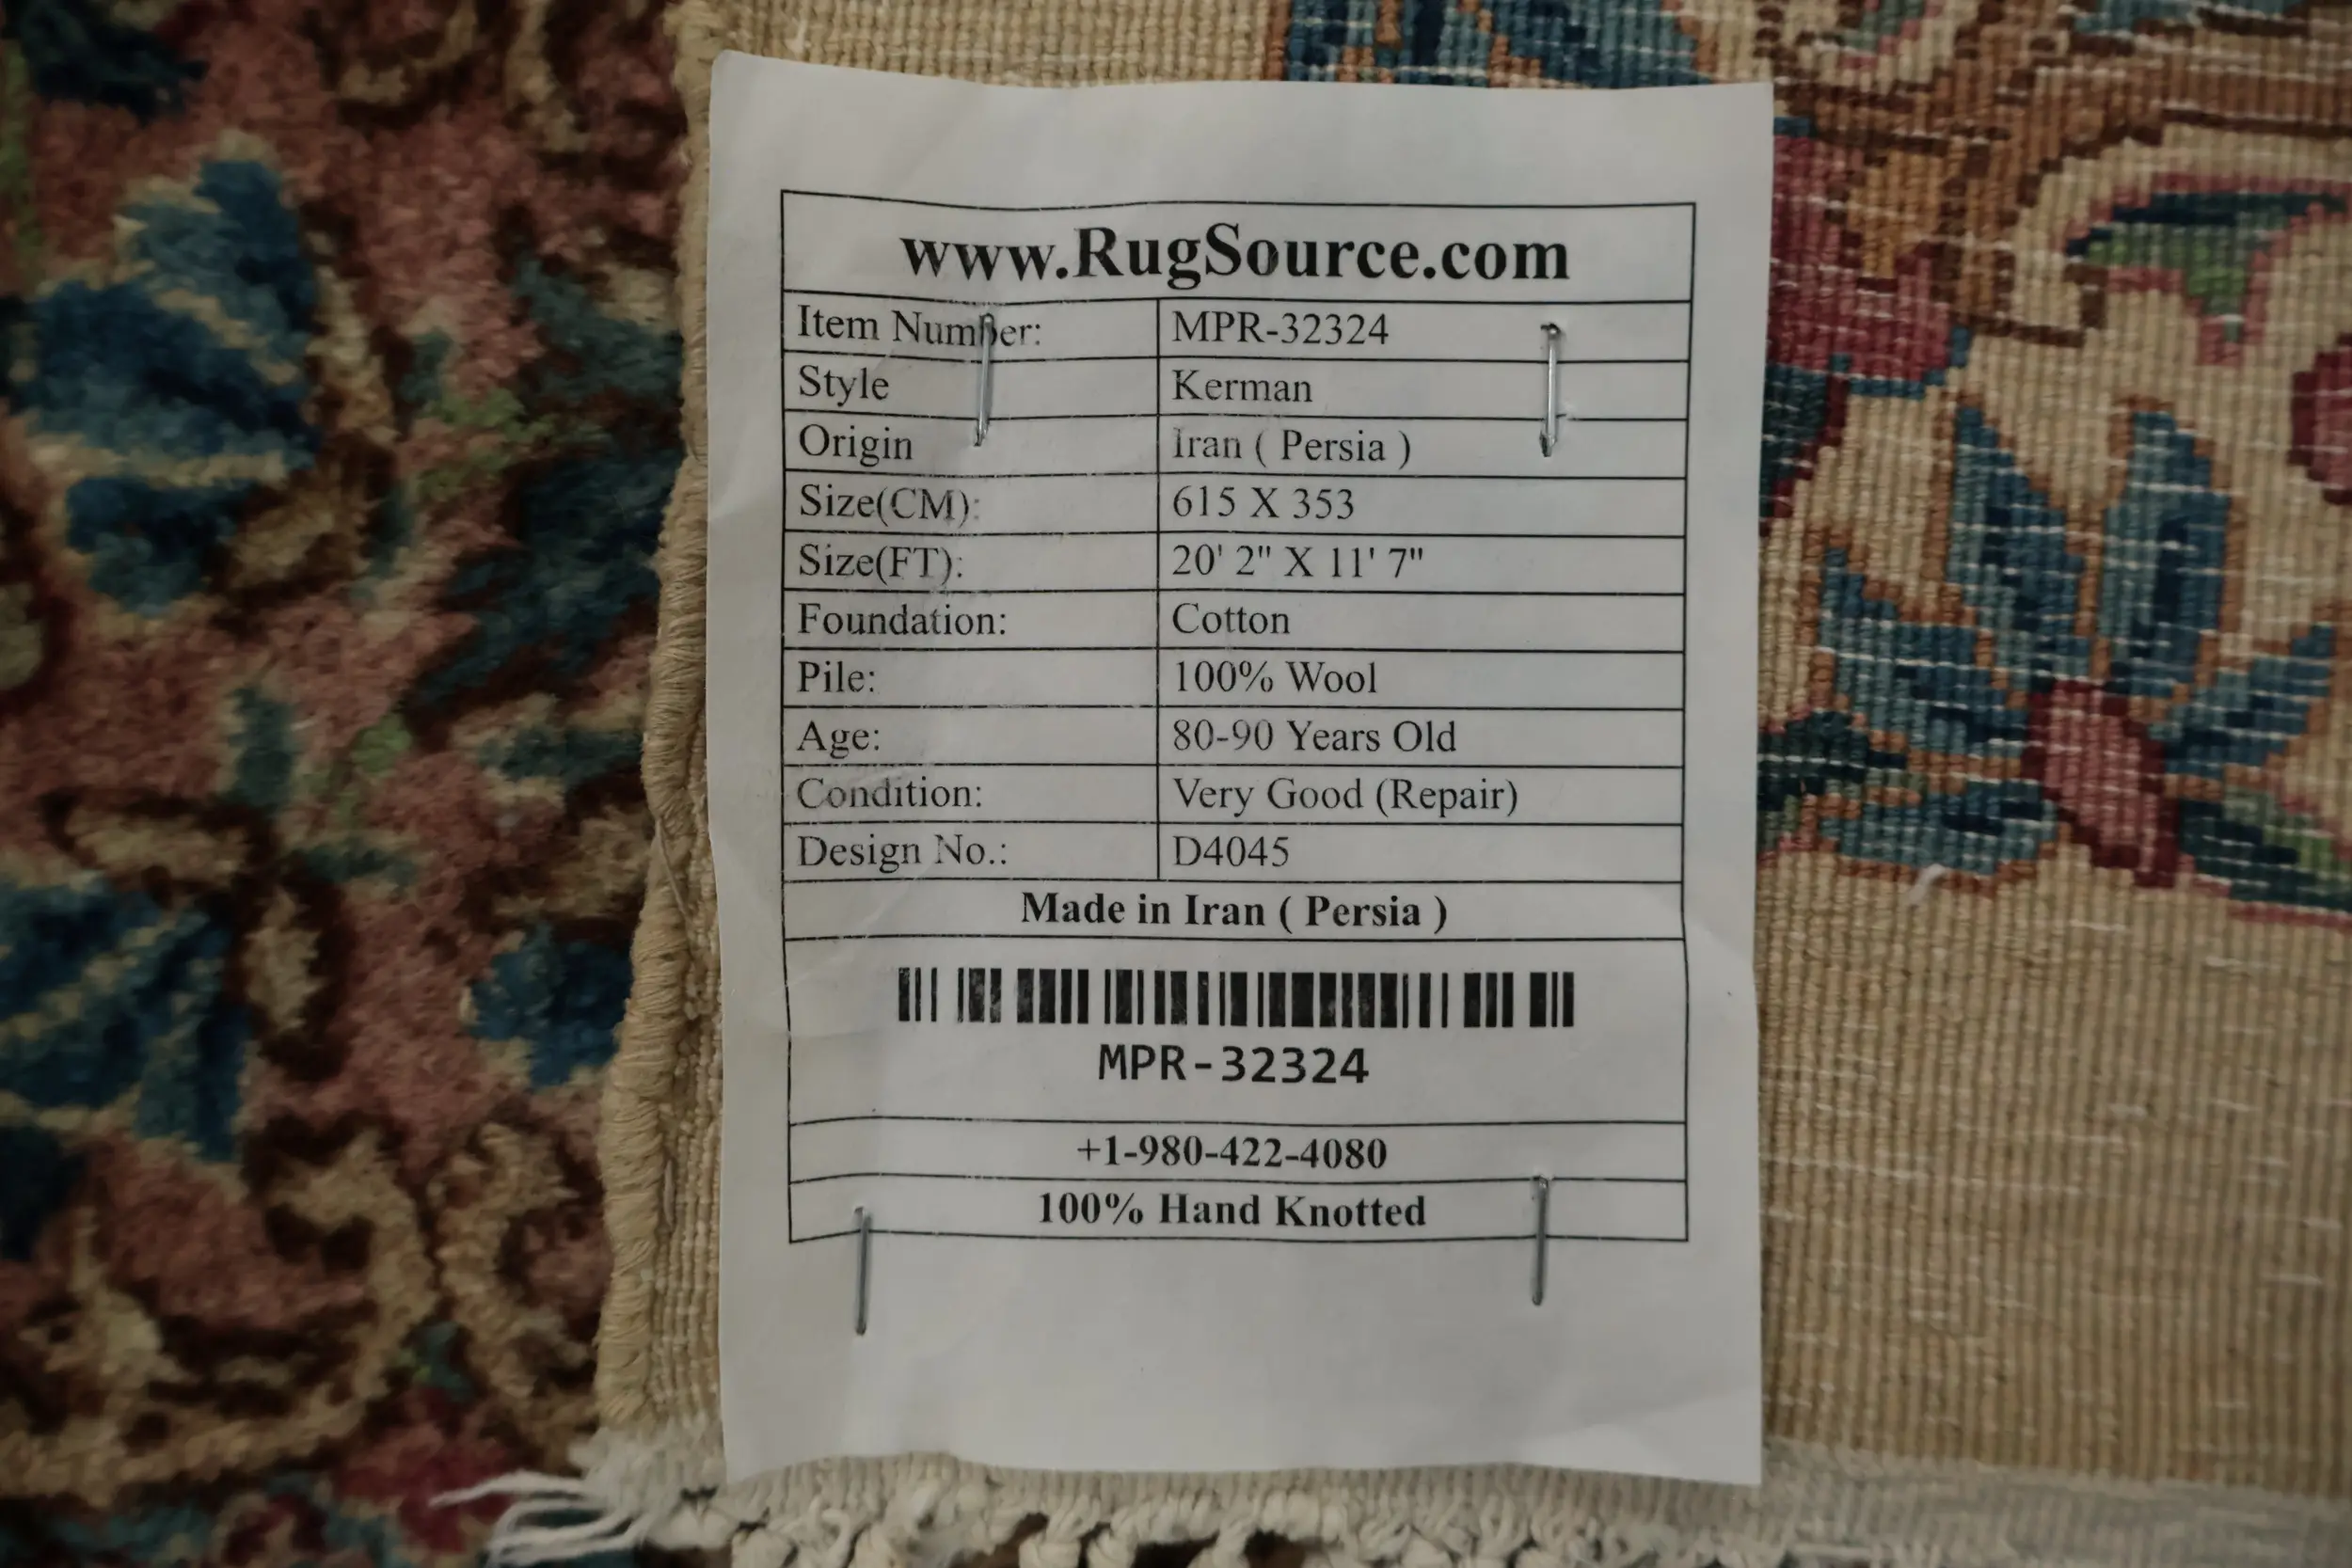 www.RugSource.com
Item Number: MPR-32324
Style Kerman
Origin Iran ( Persia )
Size(CM): 615 X 353
Size(FT): 20' 2" X 11' 7"
Foundation: Cotton
Pile: 100% Wool
Age: 80-90 Years Old
Condition: Very Good (Repair)
Design No.: D4045
Made in Iran ( Persia )
MPR-32324
+1-980-422-4080
100% Hand Knotted